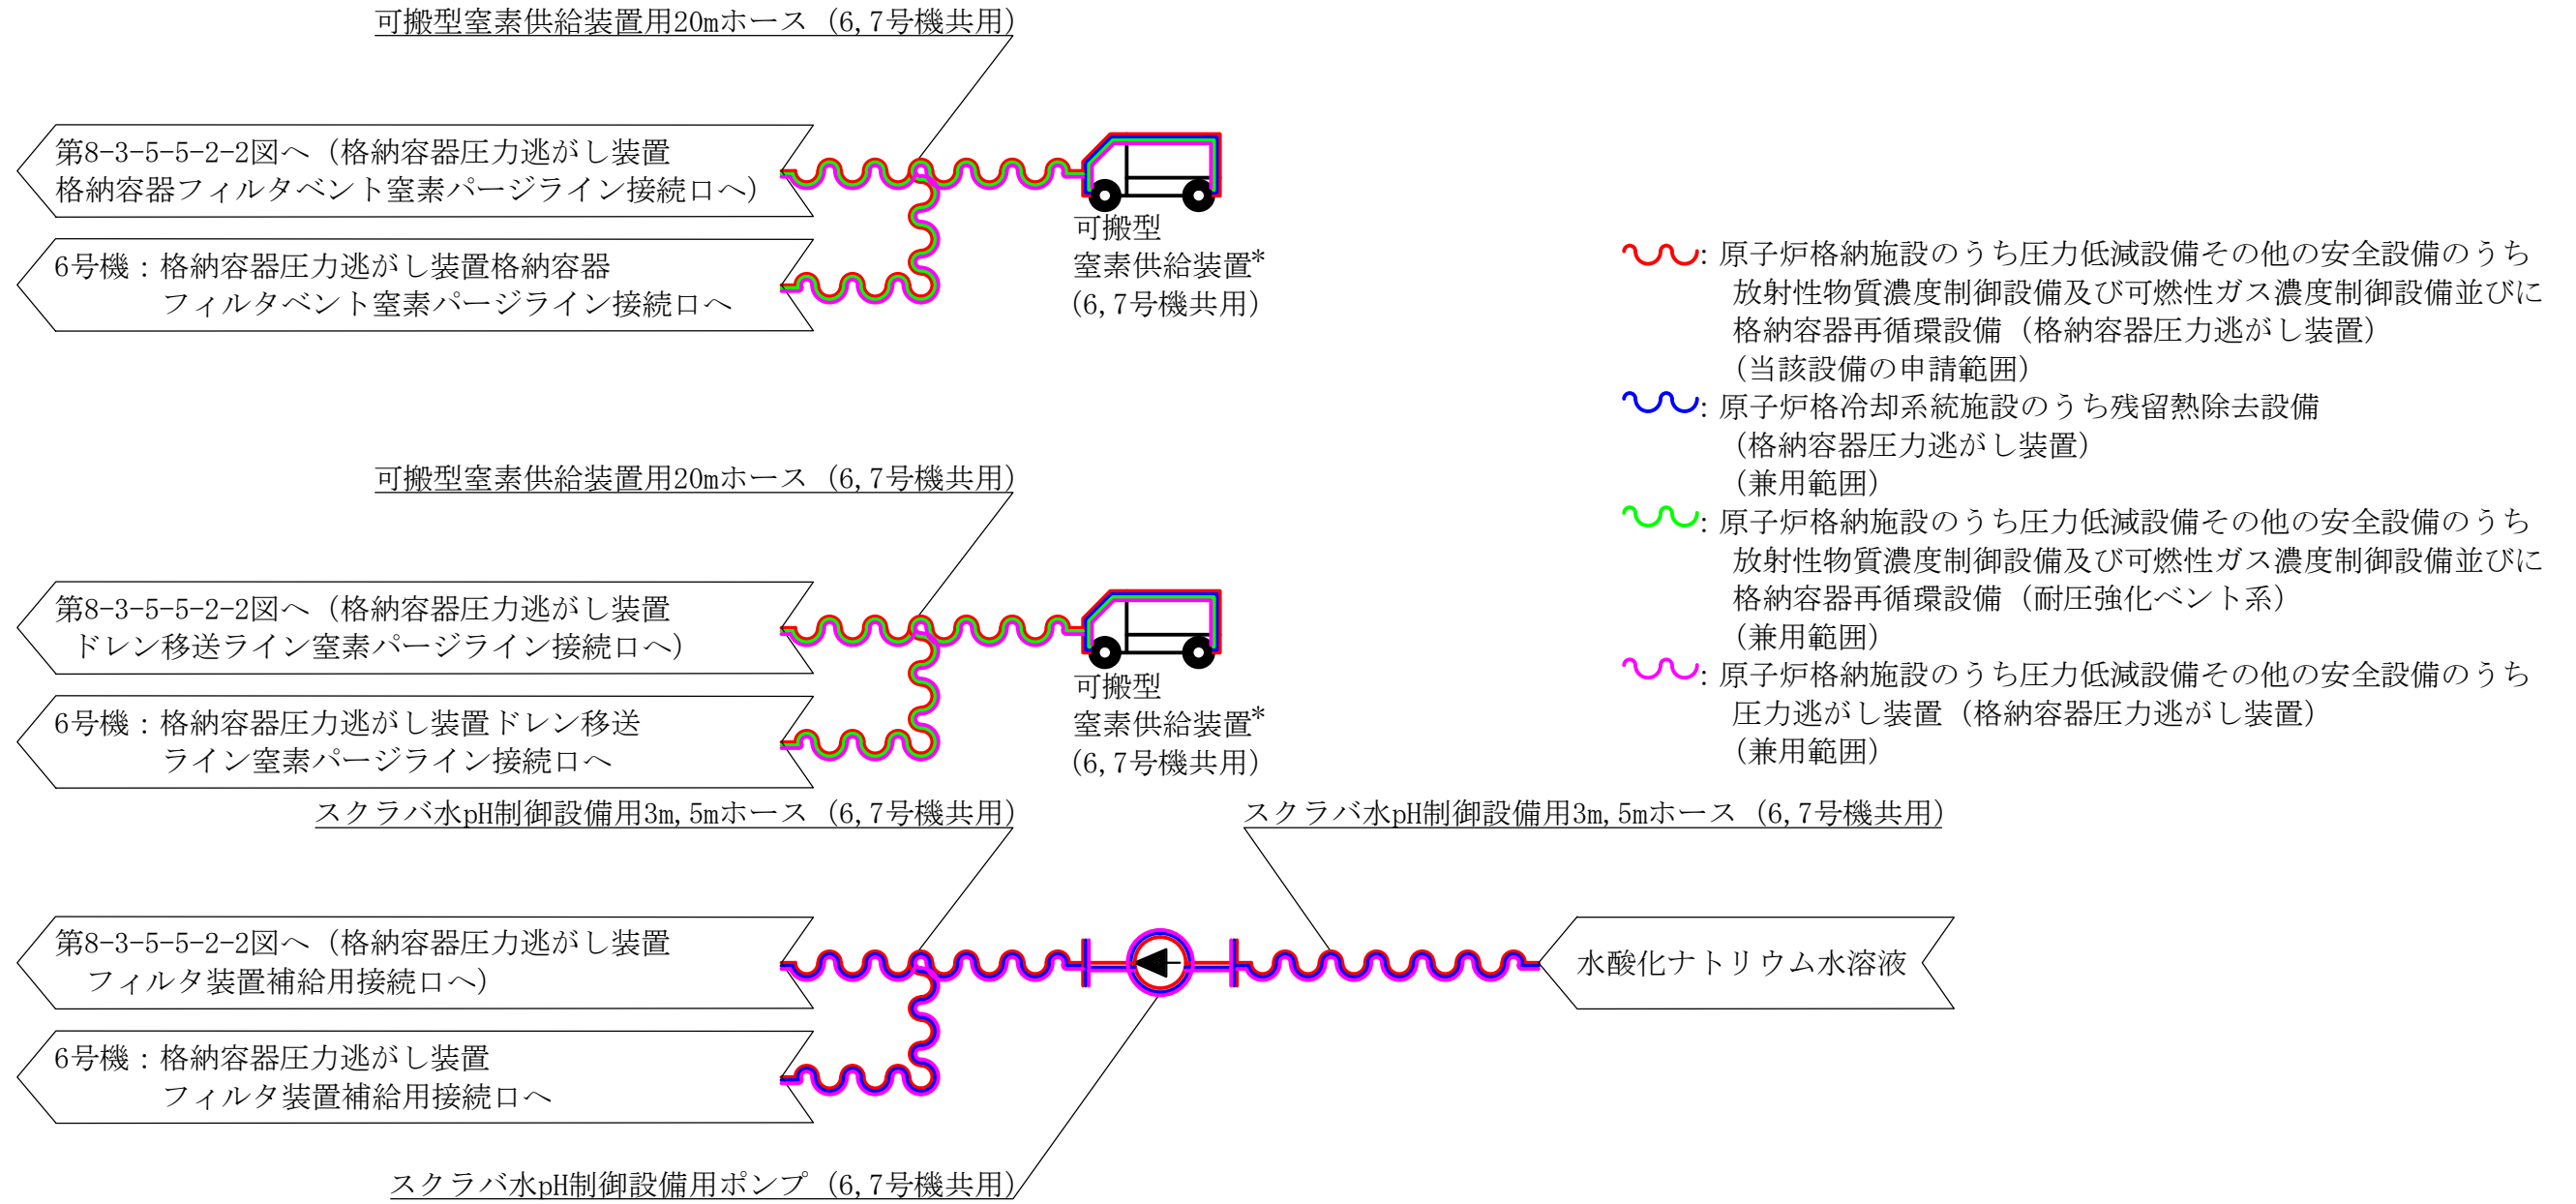 可搬型窒素供給装置用20mホース（6,7号機共用）
第8-3-5-5-2-2図へ（格納容器圧力逃がし装置
格納容器フィルタベント窒素パージライン接続口へ）
6号機：格納容器圧力逃がし装置格納容器
フィルタベント窒素パージライン接続口へ
可搬型
窒素供給装置*
(6,7号機共用)
可搬型窒素供給装置用20mホース（6,7号機共用）
第8-3-5-5-2-2図へ（格納容器圧力逃がし装置
ドレン移送ライン窒素パージライン接続口へ）
6号機：格納容器圧力逃がし装置ドレン移送
ライン窒素パージライン接続口へ
可搬型
窒素供給装置*
(6,7号機共用)
スクラバ水pH制御設備用3m,5mホース（6,7号機共用）
スクラバ水pH制御設備用3m,5mホース（6,7号機共用）
第8-3-5-5-2-2図へ（格納容器圧力逃がし装置
フィルタ装置補給用接続口へ）
6号機：格納容器圧力逃がし装置
フィルタ装置補給用接続口へ
水酸化ナトリウム水溶液
スクラバ水pH制御設備用ポンプ（6,7号機共用）
：原子炉格納施設のうち圧力低減設備その他の安全設備のうち
放射性物質濃度制御設備及び可燃性ガス濃度制御設備並びに
格納容器再循環設備（格納容器圧力逃がし装置）
（当該設備の申請範囲）
：原子炉格冷却系統施設のうち残留熱除去設備
（格納容器圧力逃がし装置）
（兼用範囲）
：原子炉格納施設のうち圧力低減設備その他の安全設備のうち
放射性物質濃度制御設備及び可燃性ガス濃度制御設備並びに
格納容器再循環設備（耐圧強化ベント系）
（兼用範囲）
：原子炉格納施設のうち圧力低減設備その他の安全設備のうち
圧力逃がし装置（格納容器圧力逃がし装置）
（兼用範囲）